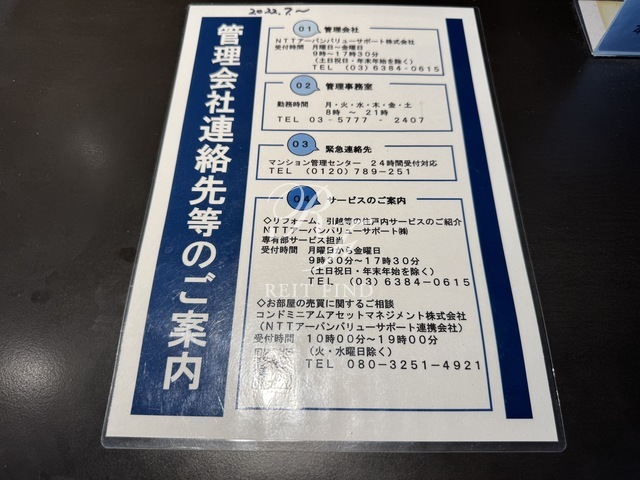 2022.7〜
管理会社連絡先等のご案内
01 管理会社
NTTアーバンバリューサポート株式会社
受付時間 月曜日～金曜日
9時～17時30分
(土日祝日・年末年始を除く)
TEL (03)6384-0615
02 管理事務室
勤務時間 月・火・水・木・金・土
8時 ～ 21時
TEL 03-5777 - 2407
03 緊急連絡先
マンション管理センター 24時間受付対応
TEL (0120)789-251
04 サービスのご案内
◇リフォーム、引越等の住戸内サービスのご紹介
NTTアーバンバリューサポート㈱
専有部サービス担当
受付時間 月曜日から金曜日
9時30分～17時30分
(土日祝日・年末年始を除く)
TEL (03)6384-0615
◇お部屋の売買に関するご相談
コンドミニアムアセットマネジメント株式会社
(NTTアーバンバリューサポート連携会社)
受付時間 10時00分～19時00分
(火・水曜日除く)
TEL 080-3251-4921
REIT FIND